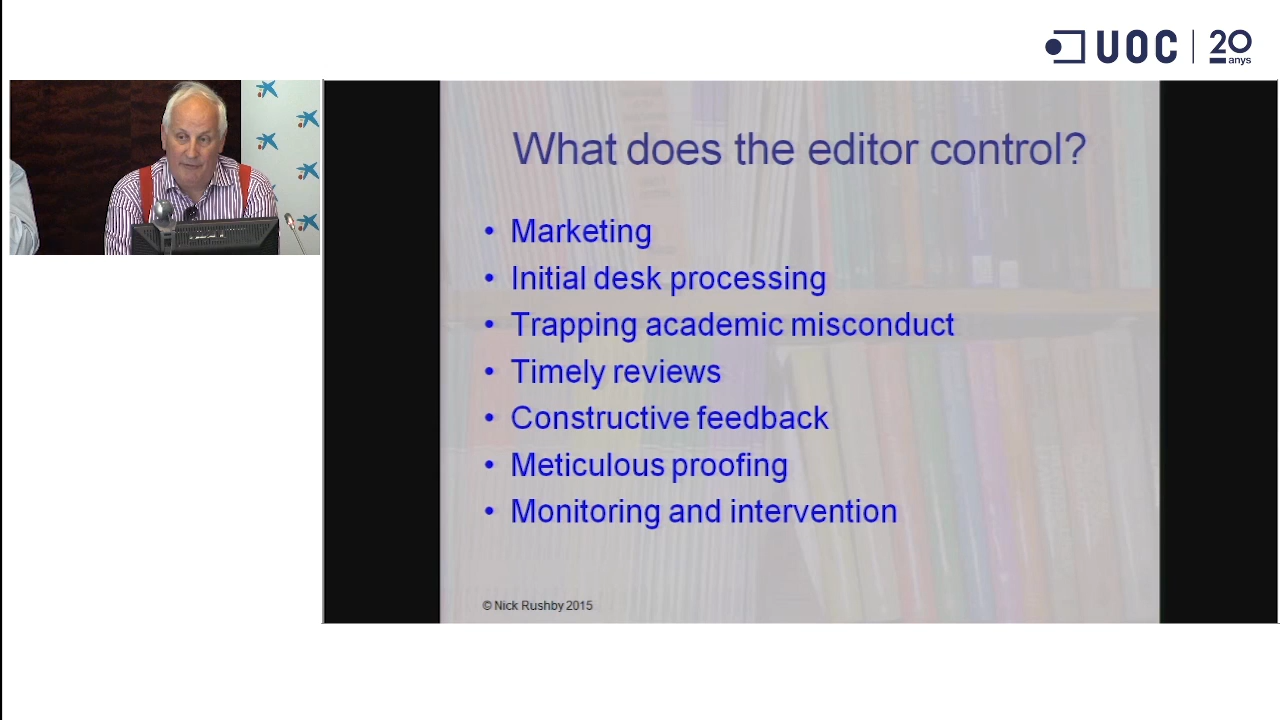 UOC
20
anys
What does the editor control?
• Marketing
• Initial desk processing
• Trapping academic misconduct
• Timely reviews
• Constructive feedback
• Meticulous proofing
• Monitoring and intervention
© Nick Rushby 2015